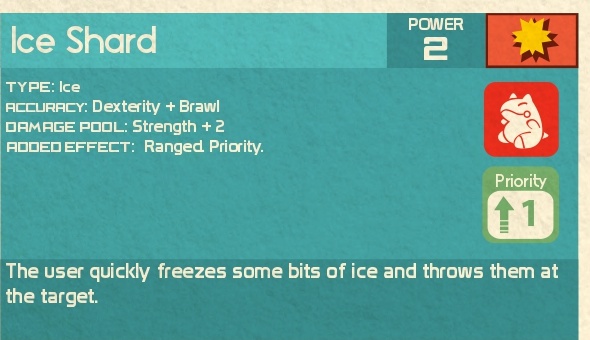 Ice Shard
POWER
2
TYPE: Ice
ACCURACY: Dexterity + Brawl
DAMAGE POOL: Strength + 2
ADDED EFFECT: Ranged. Priority.
Priority
1
The user quickly freezes some bits of ice and throws them at
the target.